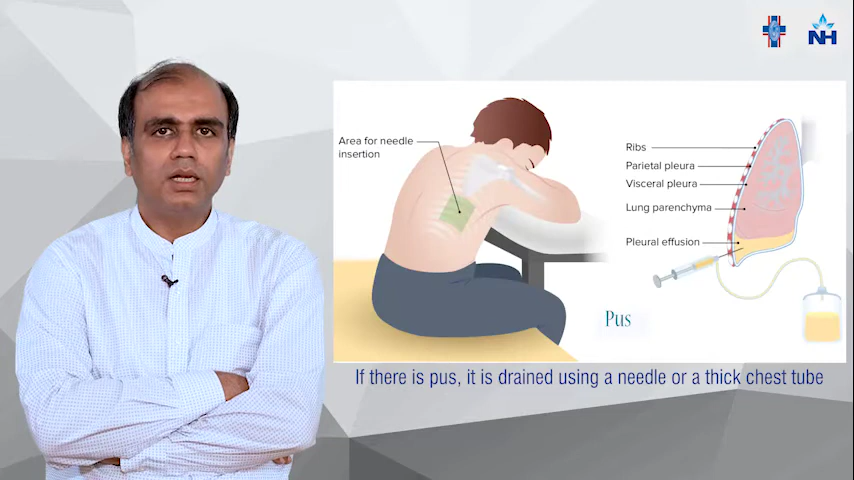 NH
Area for needle
insertion
Ribs
Parietal pleura
Visceral pleura
Lung parenchyma
Pleural effusion
Pus
If there is pus, it is drained using a needle or a thick chest tube